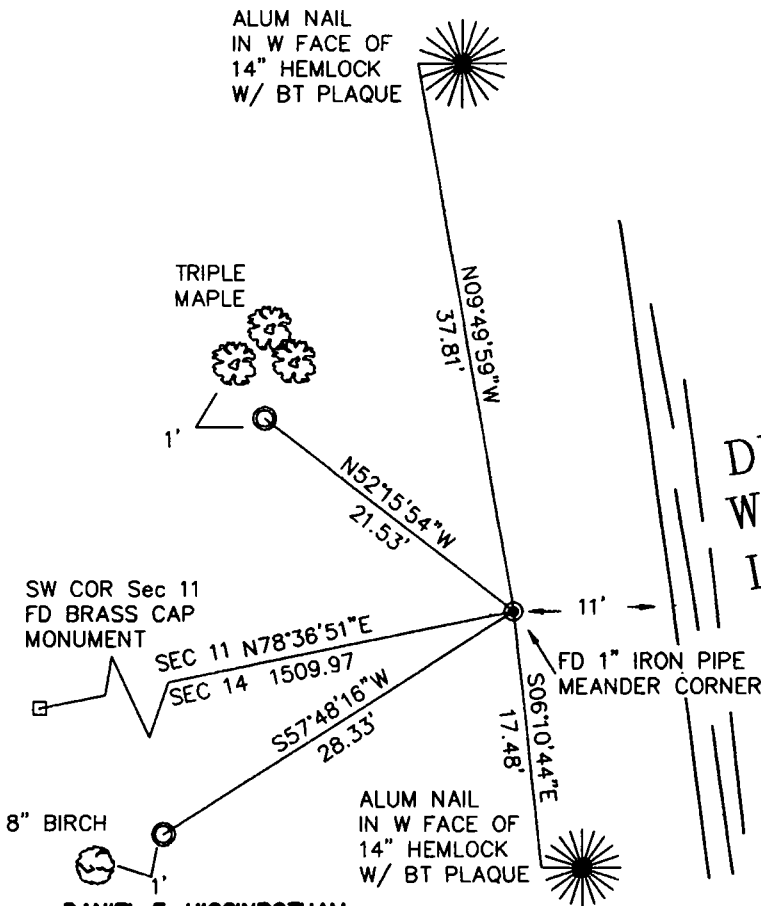 ALUM NAIL
IN W FACE OF
14" HEMLOCK
W/ BT PLAQUE
TRIPLE
MAPLE
N09°49'59"W
37.81'
1'
N52°15'54"W
21.53'
SW COR Sec 11
FD BRASS CAP
MONUMENT
11'
SEC 11 N78°36'51"E
SEC 14 1509.97
FD 1" IRON PIPE
MEANDER CORNER
S57°48'16"W
28.33'
S06°10'44"E
17.48'
8" BIRCH
1'
ALUM NAIL
IN W FACE OF
14" HEMLOCK
W/ BT PLAQUE